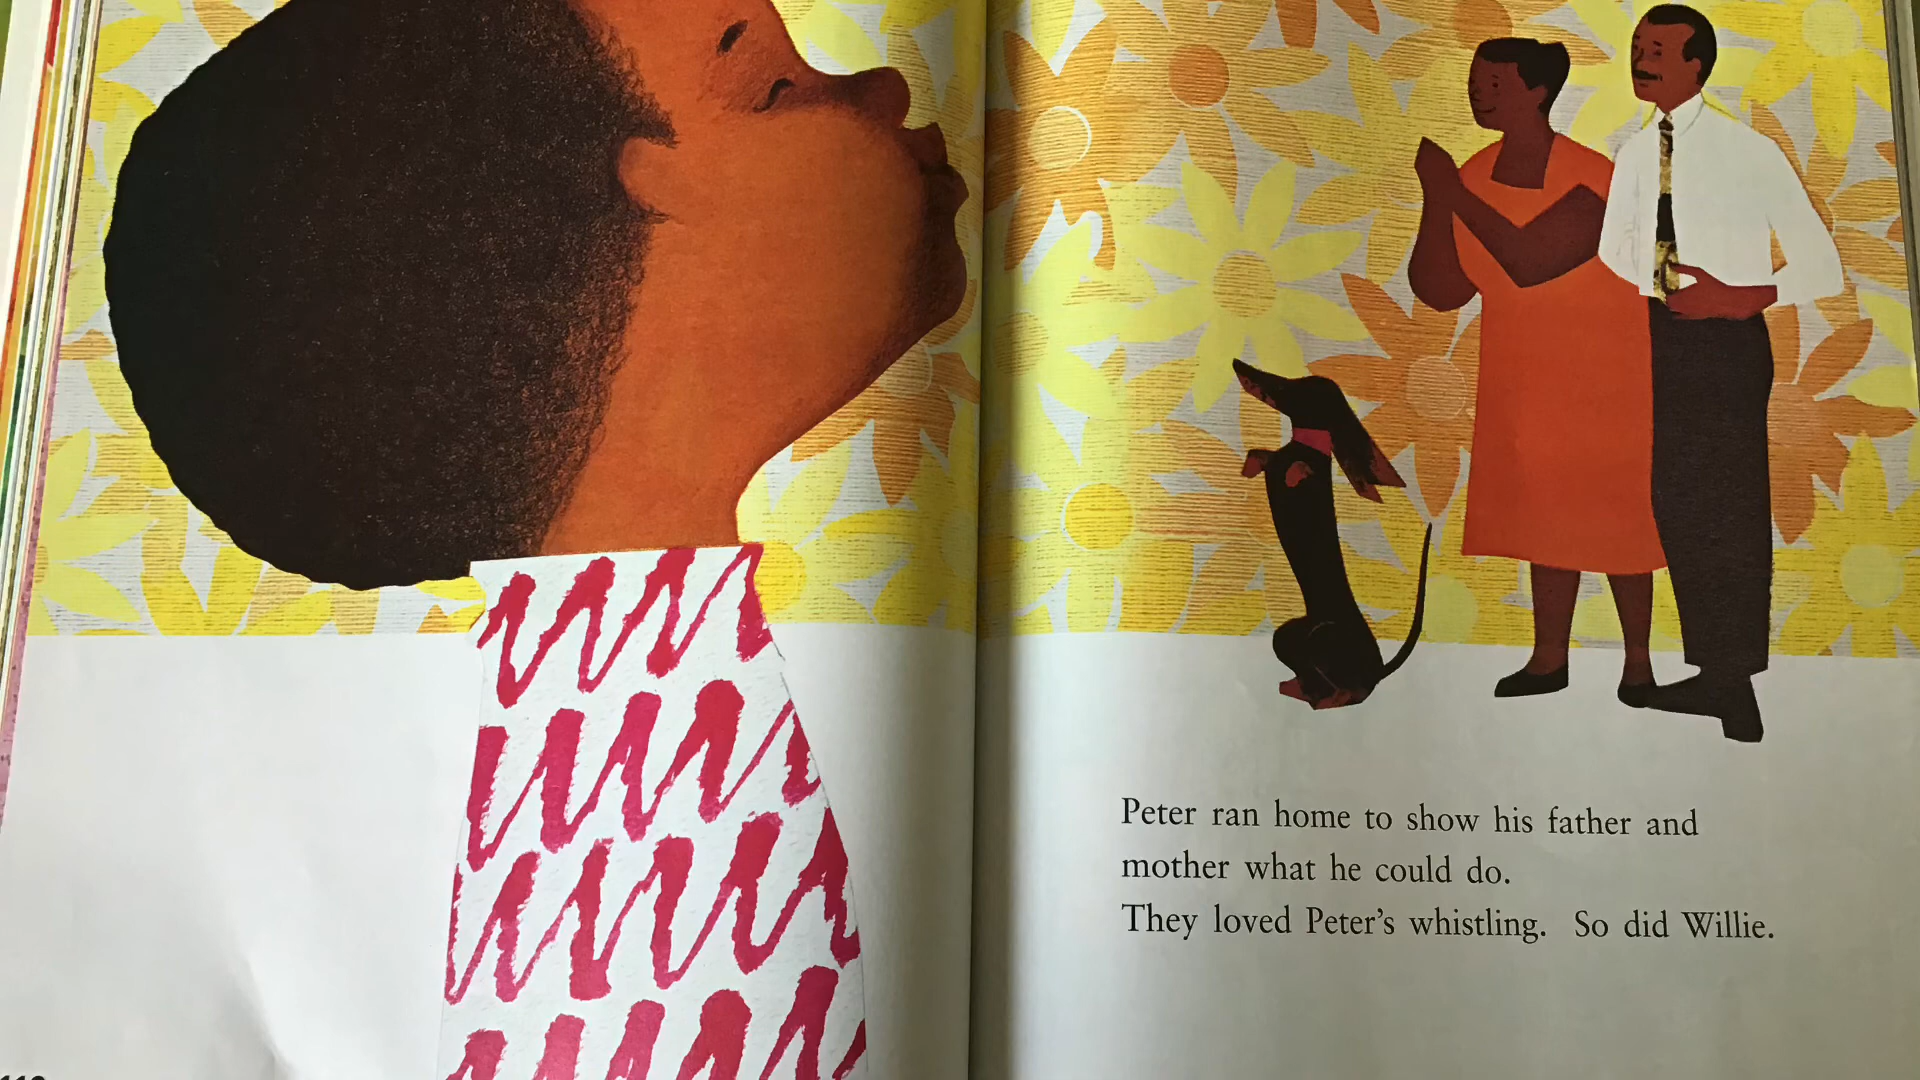 Peter ran home to show his father and
mother what he could do.
They loved Peter's whistling. So did Willie.